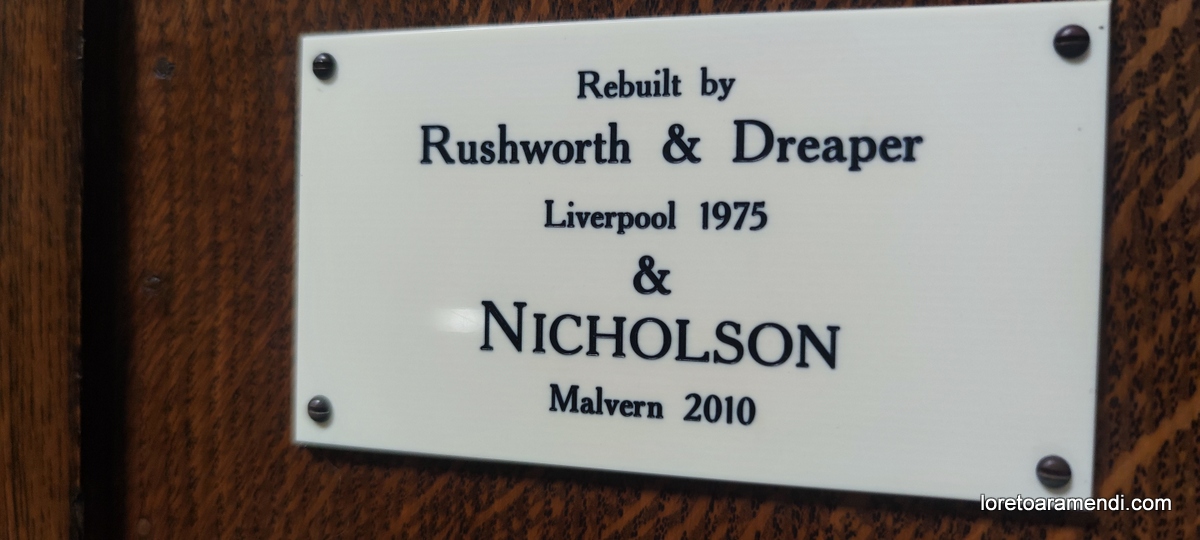 Rebuilt by
Rushworth & Dreaper
Liverpool 1975
&
NICHOLSON
Malvern 2010
loretoaramendi.com